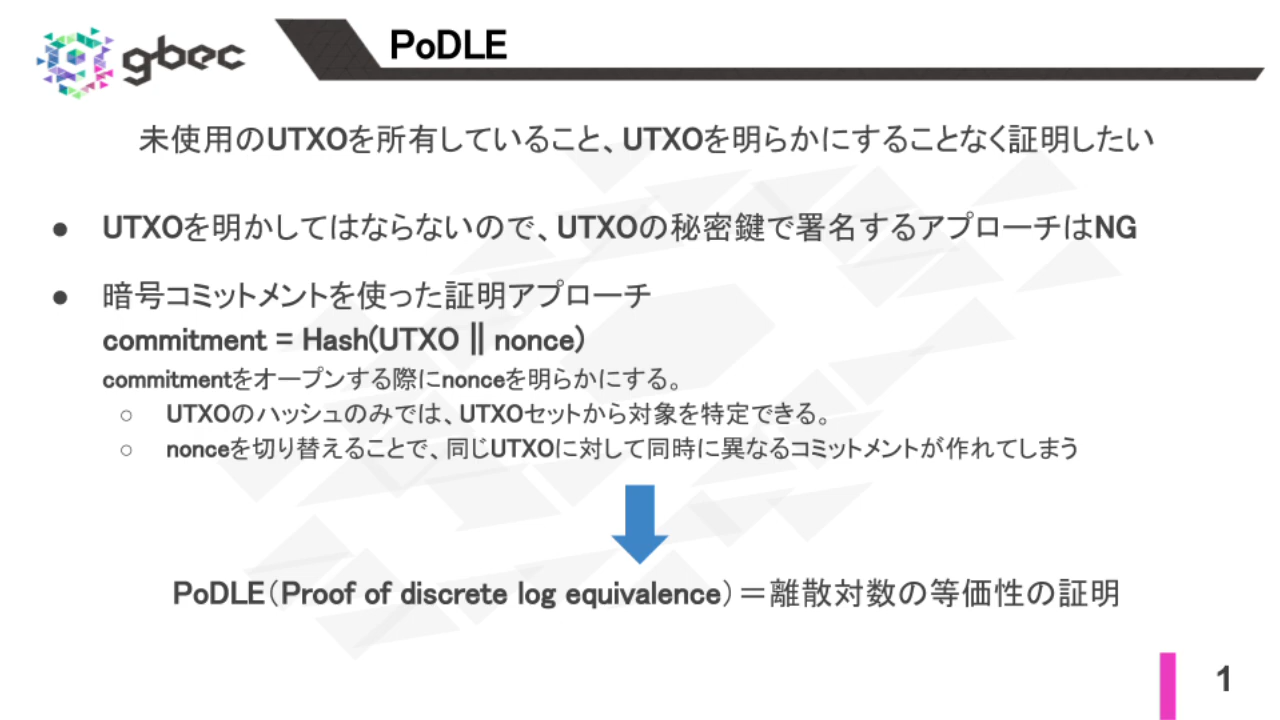 gbec
PoDLE
未使用のUTXOを所有していること、UTXOを明らかにすることなく証明したい
● UTXOを明かしてはならないので、UTXOの秘密鍵で署名するアプローチはNG
● 暗号コミットメントを使った証明アプローチ
commitment = Hash(UTXO || nonce)
commitmentをオープンする際にnonceを明らかにする。
○ UTXOのハッシュのみでは、UTXOセットから対象を特定できる。
○ nonceを切り替えることで、同じUTXOに対して同時に異なるコミットメントが作れてしまう
PoDLE（Proof of discrete log equivalence）＝離散対数の等価性の証明
1